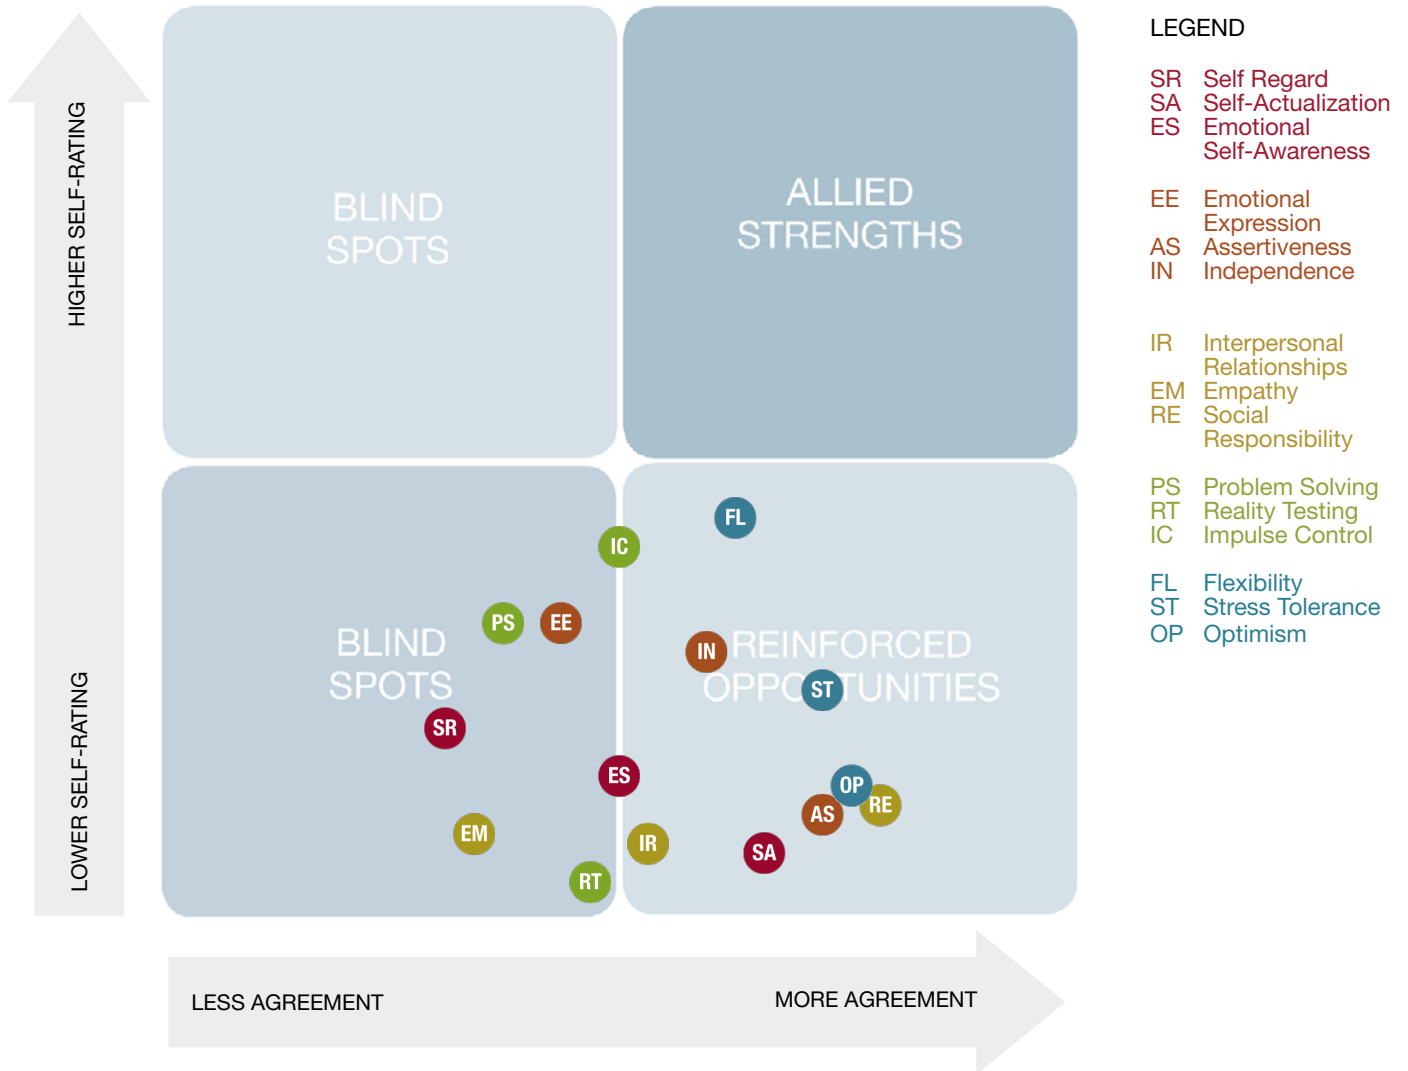 HIGHER SELF-RATING
LOWER SELF-RATING
BLIND
SPOTS
ALLIED
STRENGTHS
BLIND
SPOTS
REINFORCED
OPPORTUNITIES
FL
IC
PS
EE
IN
ST
SR
ES
OP
RE
AS
EM
IR
SA
RT
LESS AGREEMENT
MORE AGREEMENT
LEGEND
SR Self Regard
SA Self-Actualization
ES Emotional
Self-Awareness
EE Emotional
Expression
AS Assertiveness
IN Independence
IR Interpersonal
Relationships
EM Empathy
RE Social
Responsibility
PS Problem Solving
RT Reality Testing
IC Impulse Control
FL Flexibility
ST Stress Tolerance
OP Optimism